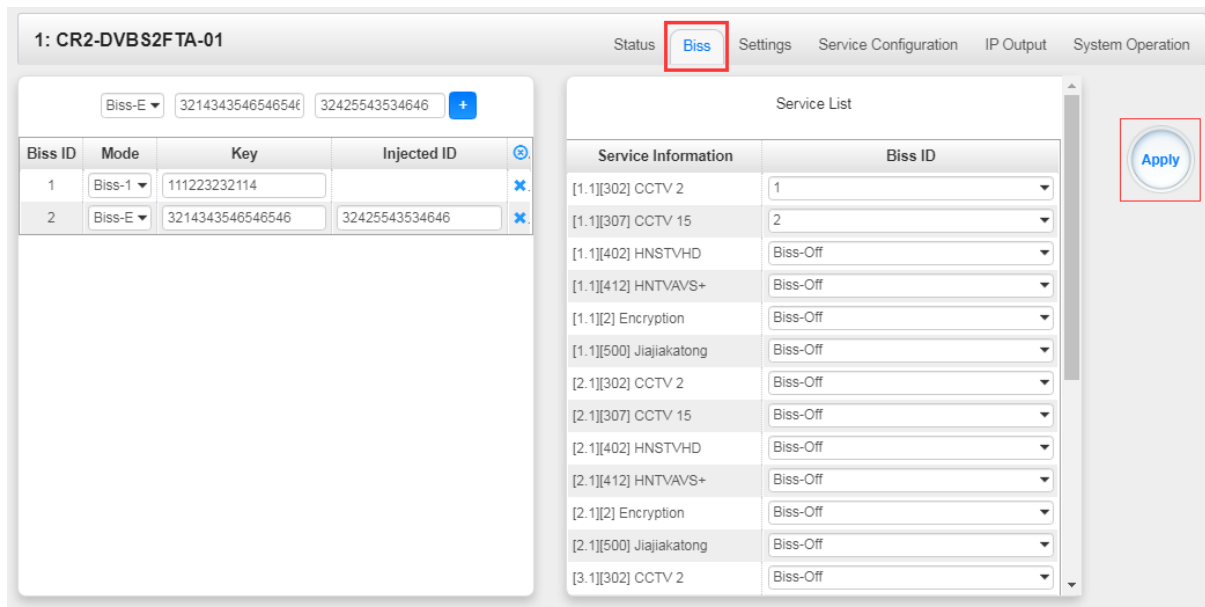 1: CR2-DVBS2FTA-01
Status Biss Settings Service Configuration IP Output System Operation
Biss-E 3214343546546546 32425543534646 +
Biss ID Mode Key Injected ID
1 Biss-1 111223232114
2 Biss-E 3214343546546546 32425543534646
Service List
Service Information Biss ID
[1.1][302] CCTV 2 1
[1.1][307] CCTV 15 2
[1.1][402] HNSTVHD Biss-Off
[1.1][412] HNTVAVS+ Biss-Off
[1.1][2] Encryption Biss-Off
[1.1][500] Jiajiakatong Biss-Off
[2.1][302] CCTV 2 Biss-Off
[2.1][307] CCTV 15 Biss-Off
[2.1][402] HNSTVHD Biss-Off
[2.1][412] HNTVAVS+ Biss-Off
[2.1][2] Encryption Biss-Off
[2.1][500] Jiajiakatong Biss-Off
[3.1][302] CCTV 2 Biss-Off
Apply